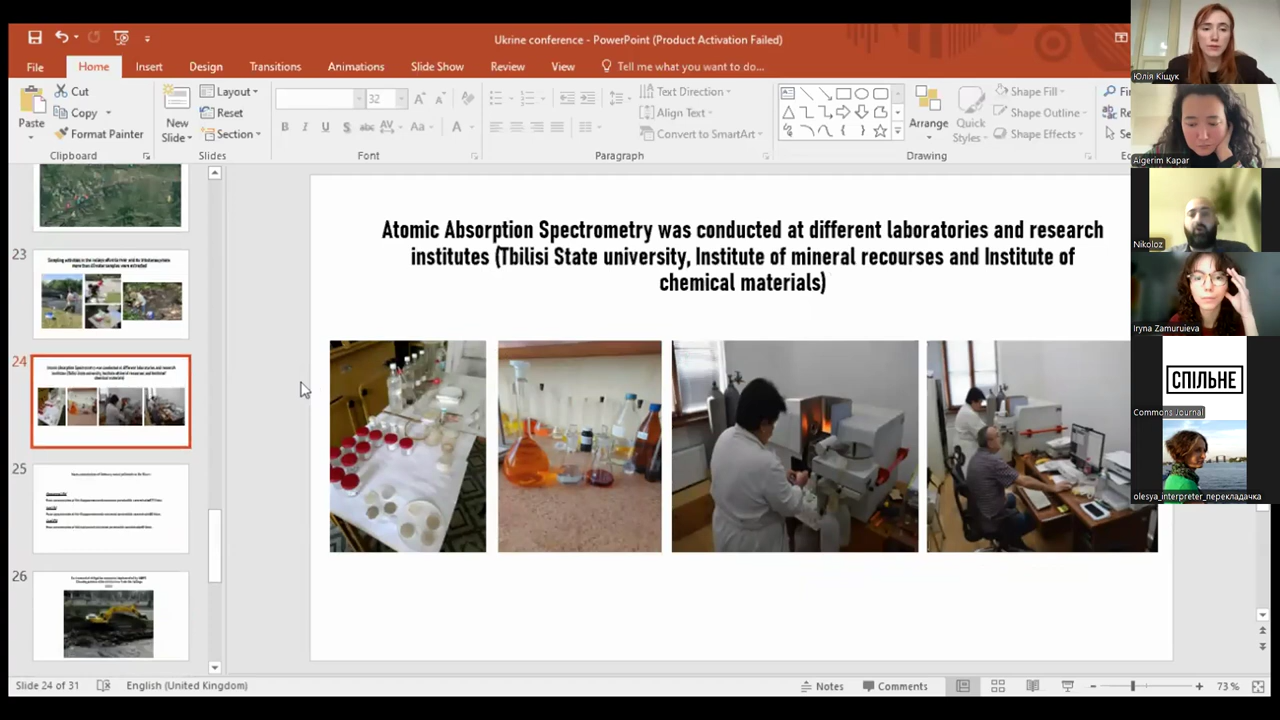 Ukrine conference - PowerPoint (Product Activation Failed)
File Home Insert Design Transitions Animations Slide Show Review View Tell me what you want to do...
Paste
Cut
Copy
Format Painter
Clipboard
New Slide
Layout
Reset
Section
Slides
32
Font
Text Direction
Align Text
Convert to SmartArt
Paragraph
Arrange
Quick Styles
Shape Fill
Shape Outline
Shape Effects
Drawing
23
24
25
26
Atomic Absorption Spectrometry was conducted at different laboratories and research
institutes (Tbilisi State university, Institute of mineral recourses and Institute of
chemical materials)
Юлія Кіщук
Aigerim Kapar
Nikoloz
Iryna Zamuruieva
СПІЛЬНЕ
Commons Journal
olesya_interpreter_перекладачка
Slide 24 of 31 English (United Kingdom) Notes Comments 73 %